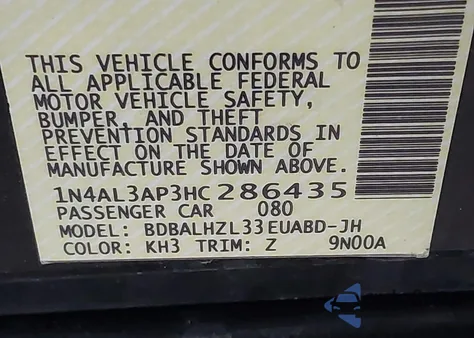 THIS VEHICLE CONFORMS TO
ALL APPLICABLE FEDERAL
MOTOR VEHICLE SAFETY,
BUMPER, AND THEFT
PREVENTION STANDARDS IN
EFFECT ON THE DATE OF
MANUFACTURE SHOWN ABOVE.
1N4AL3AP3HC286435
PASSENGER CAR 080
MODEL: BDBALHZL33EUABD-JH
COLOR: KH3 TRIM: Z 9N00A